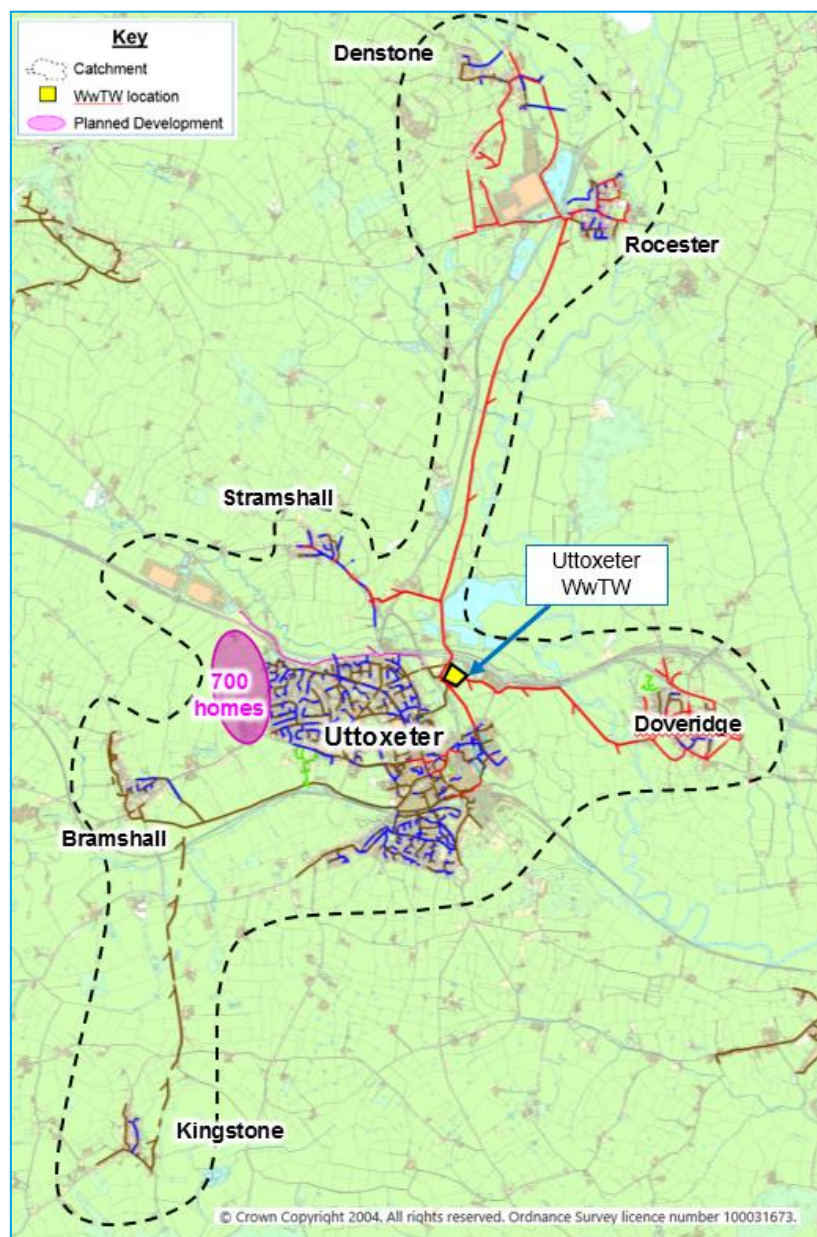 Key
Catchment
WwTW location
Planned Development
Denstone
Rocester
Stramshall
Uttoxeter
WwTW
700
homes
Uttoxeter
Doveridge
Bramshall
Kingstone
© Crown Copyright 2004. All rights reserved. Ordnance Survey licence number 100031673.